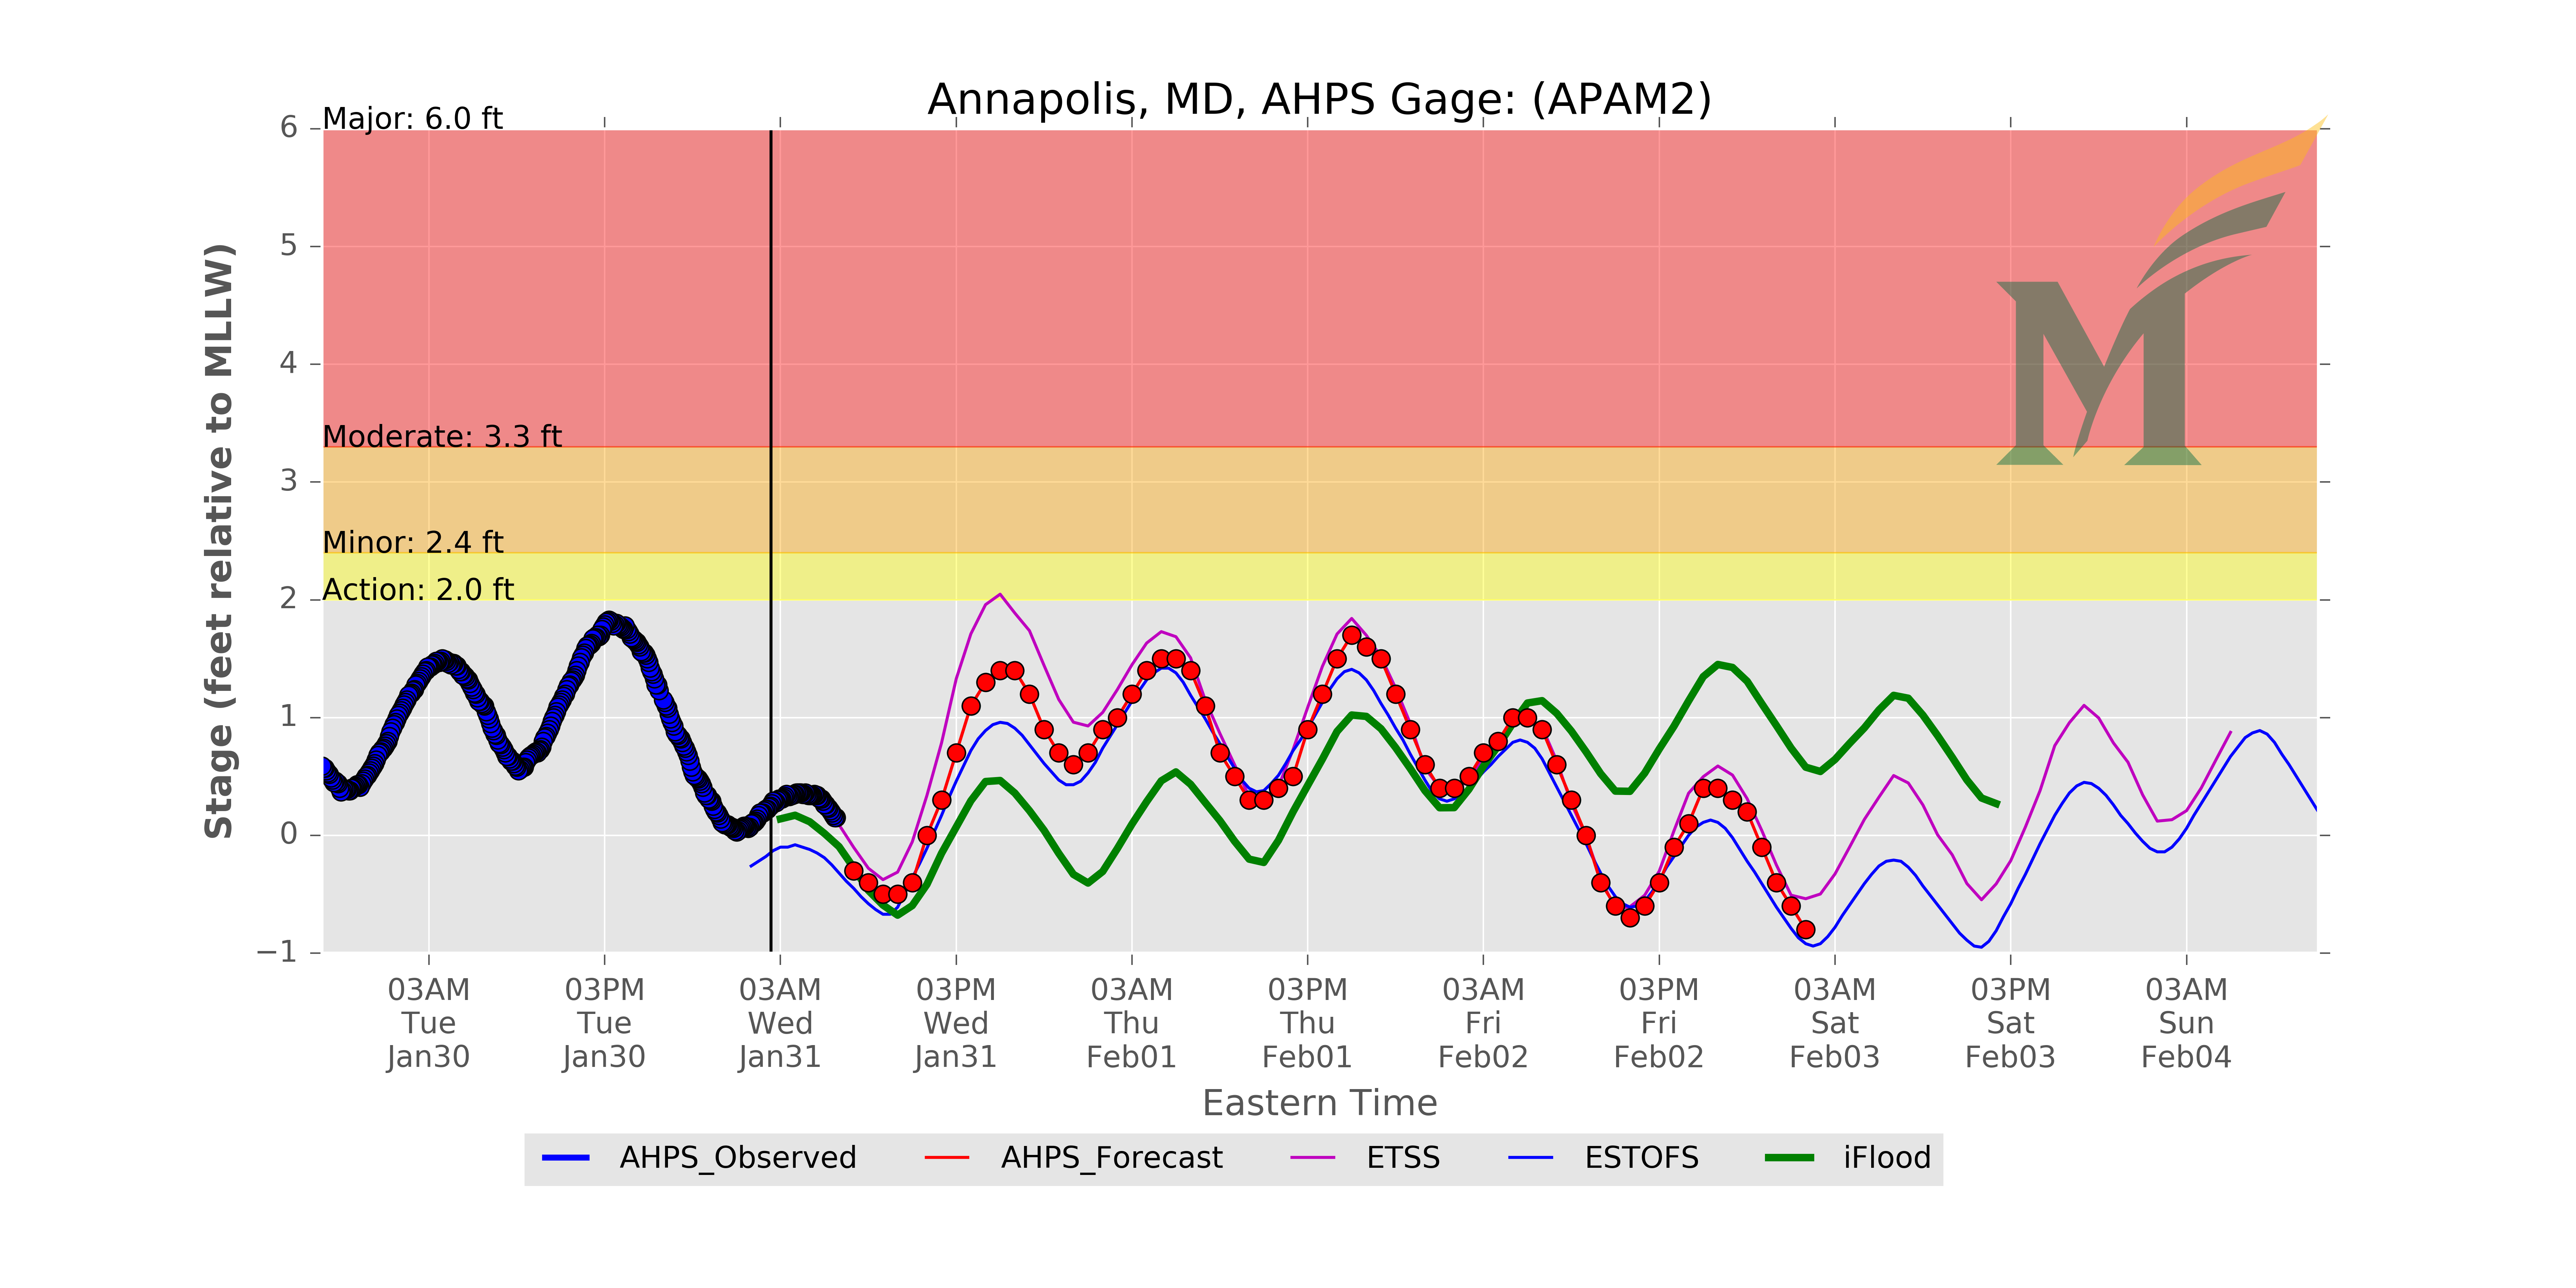 Annapolis, MD, AHPS Gage: (APAM2)
Major: 6.0 ft
Moderate: 3.3 ft
Minor: 2.4 ft
Action: 2.0 ft
6
5
4
3
2
1
0
−1
Stage (feet relative to MLLW)
03AM Tue Jan30
03PM Tue Jan30
03AM Wed Jan31
03PM Wed Jan31
03AM Thu Feb01
03PM Thu Feb01
03AM Fri Feb02
03PM Fri Feb02
03AM Sat Feb03
03PM Sat Feb03
03AM Sun Feb04
Eastern Time
AHPS_Observed AHPS_Forecast ETSS ESTOFS iFlood
M